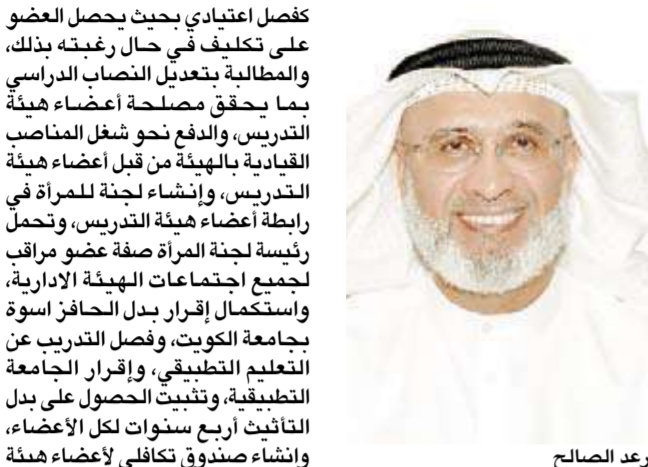 كفصل اعتيادي بحيث يحصل العضو
على تكليف في حال رغبته بذلك،
والمطالبة بتعديل النصاب الدراسي
بما يحقق مصلحة أعضاء هيئة
التدريس، والدفع نحو شغل المناصب
القيادية بالهيئة من قبل أعضاء هيئة
التدريس، وإنشاء لجنة للمرأة في
رابطة أعضاء هيئة التدريس، وتحمل
رئيسة لجنة المرأة صفة عضو مراقب
لجميع اجتماعات الهيئة الادارية،
واستكمال إقرار بدل الحافز اسوة
بجامعة الكويت، وفصل التدريب عن
التعليم التطبيقي، وإقرار الجامعة
التطبيقية، وتثبيت الحصول على بدل
التأثيث أربع سنوات لكل الأعضاء،
وإنشاء صندوق تكافلي لأعضاء هيئة
رعد الصالح